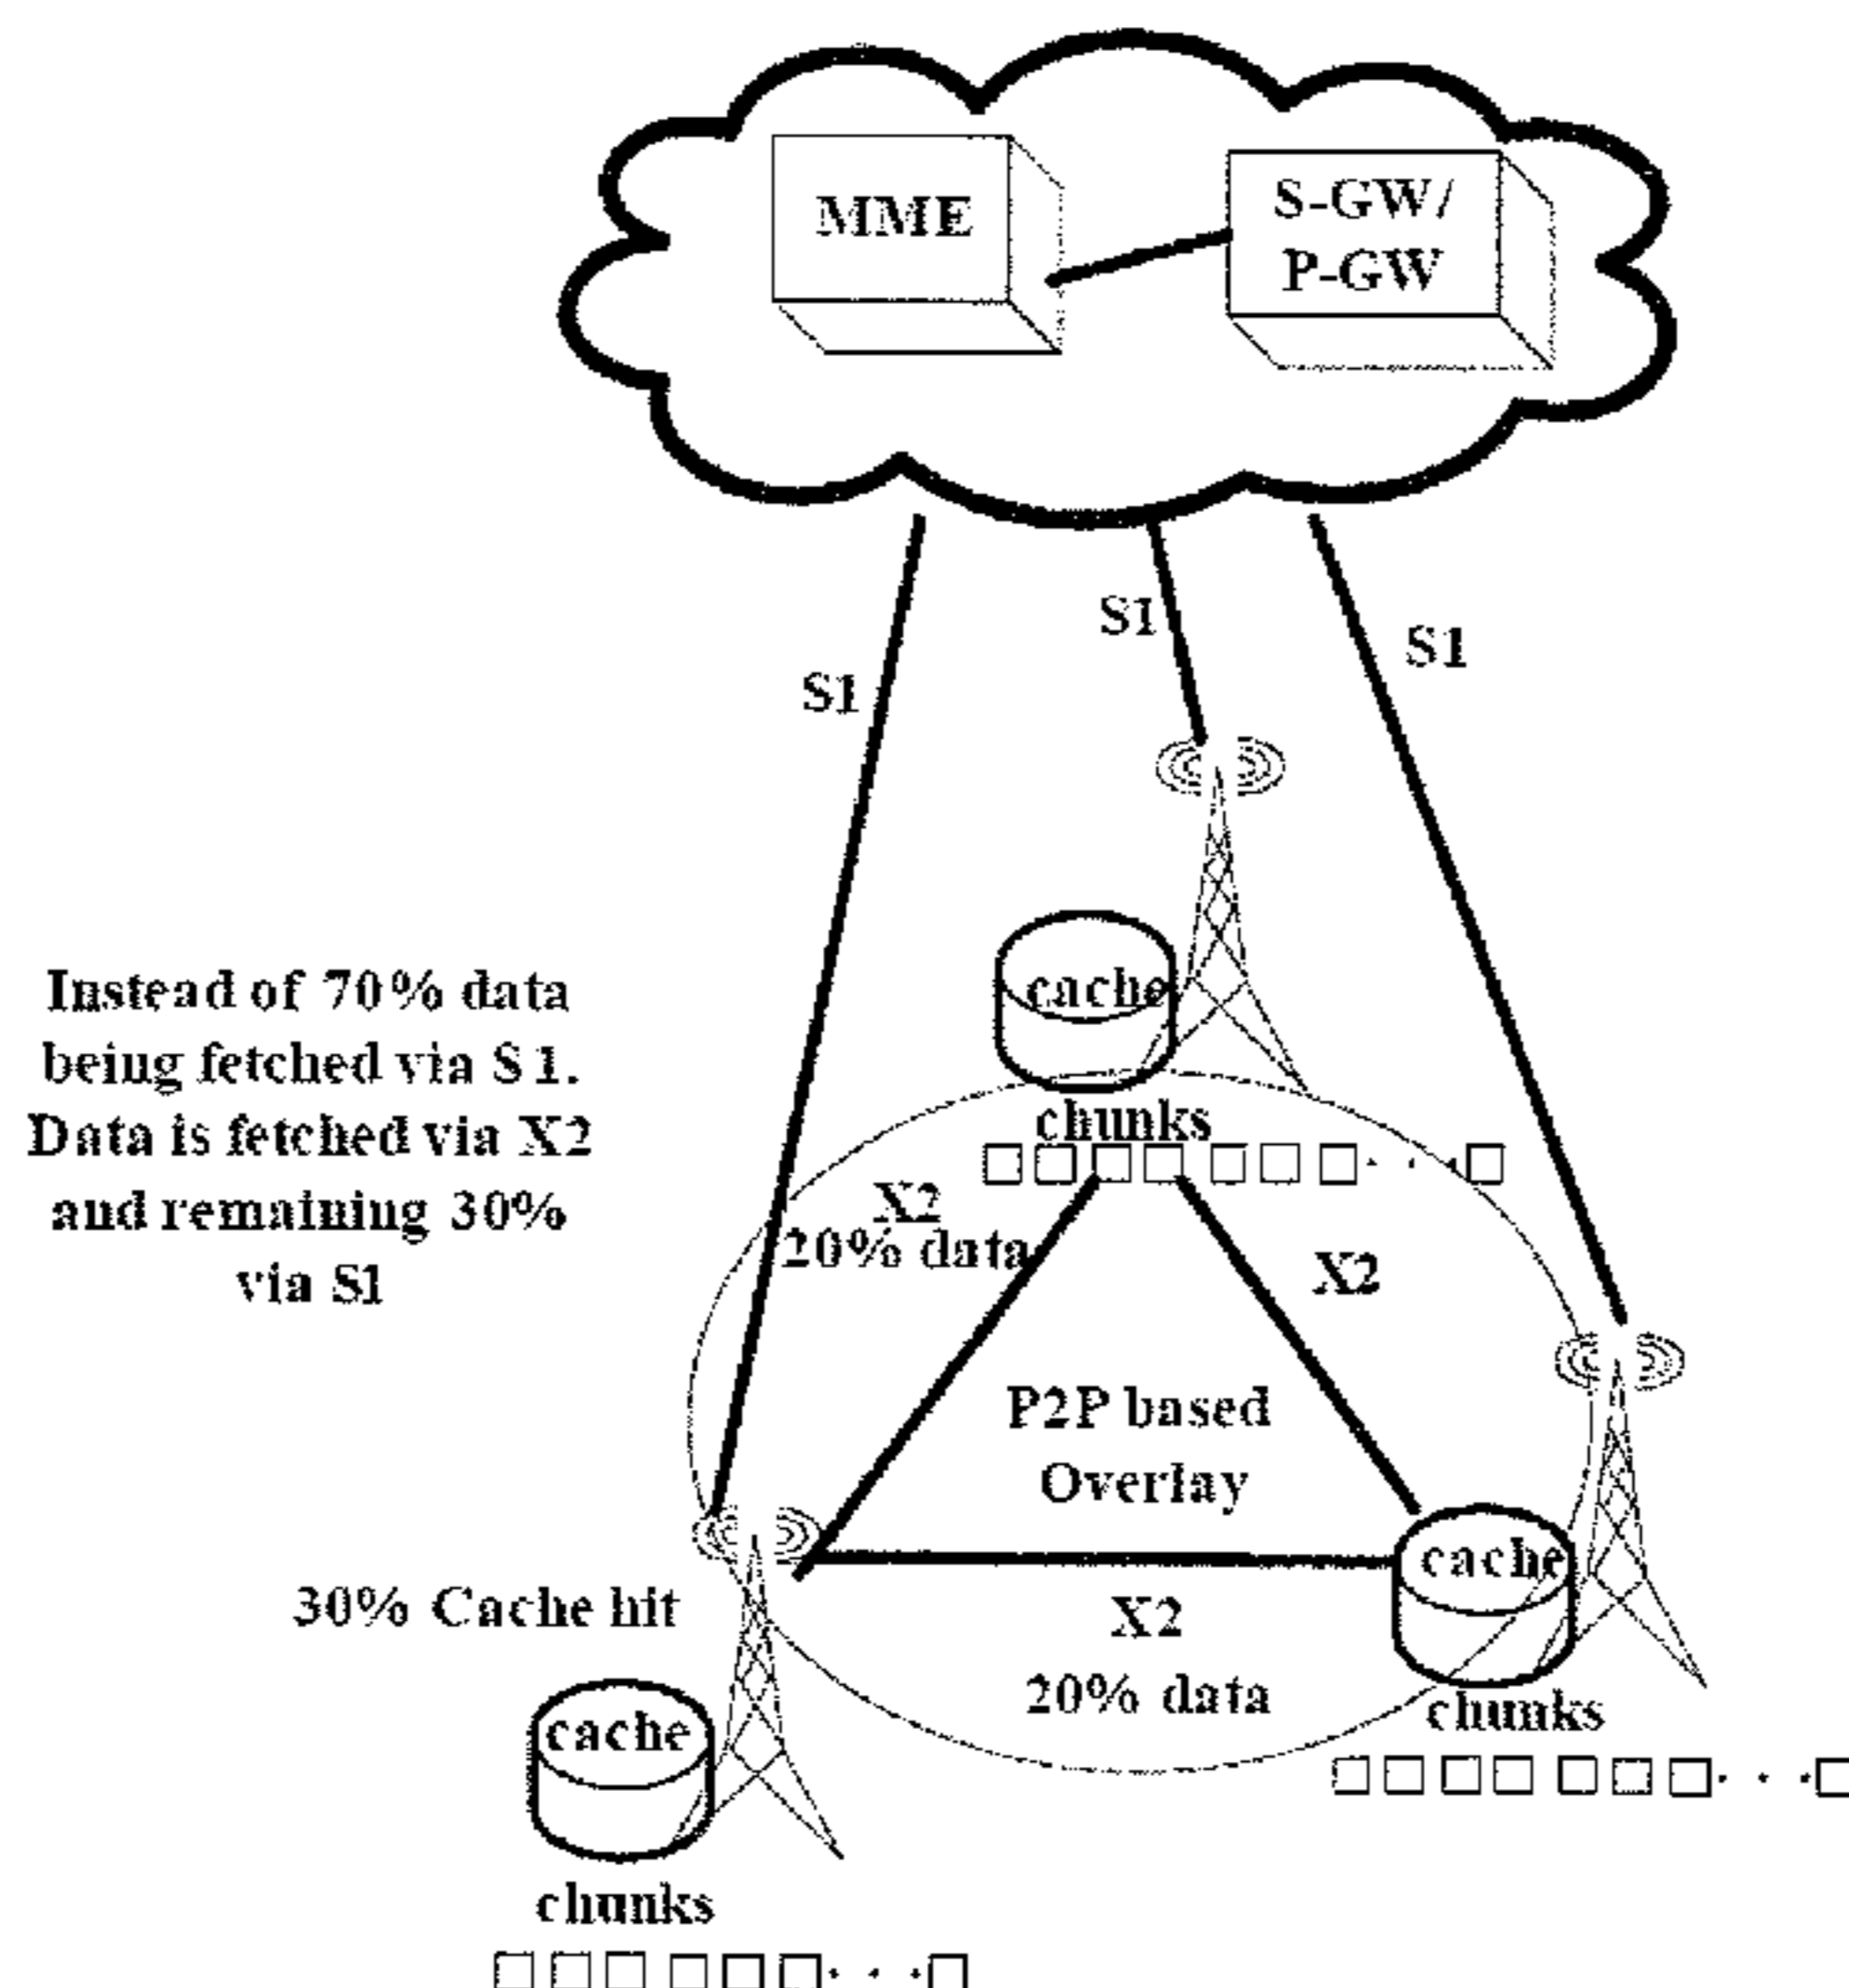 MME
S-GW/
P-GW
S1
S1
S1
cache
chunks
Instead of 70% data
being fetched via S1.
Data is fetched via X2
and remaining 30%
via S1
X2
20% data
X2
P2P based
Overlay
30% Cache hit
cache
X2
20% data
chunks
cache
chunks